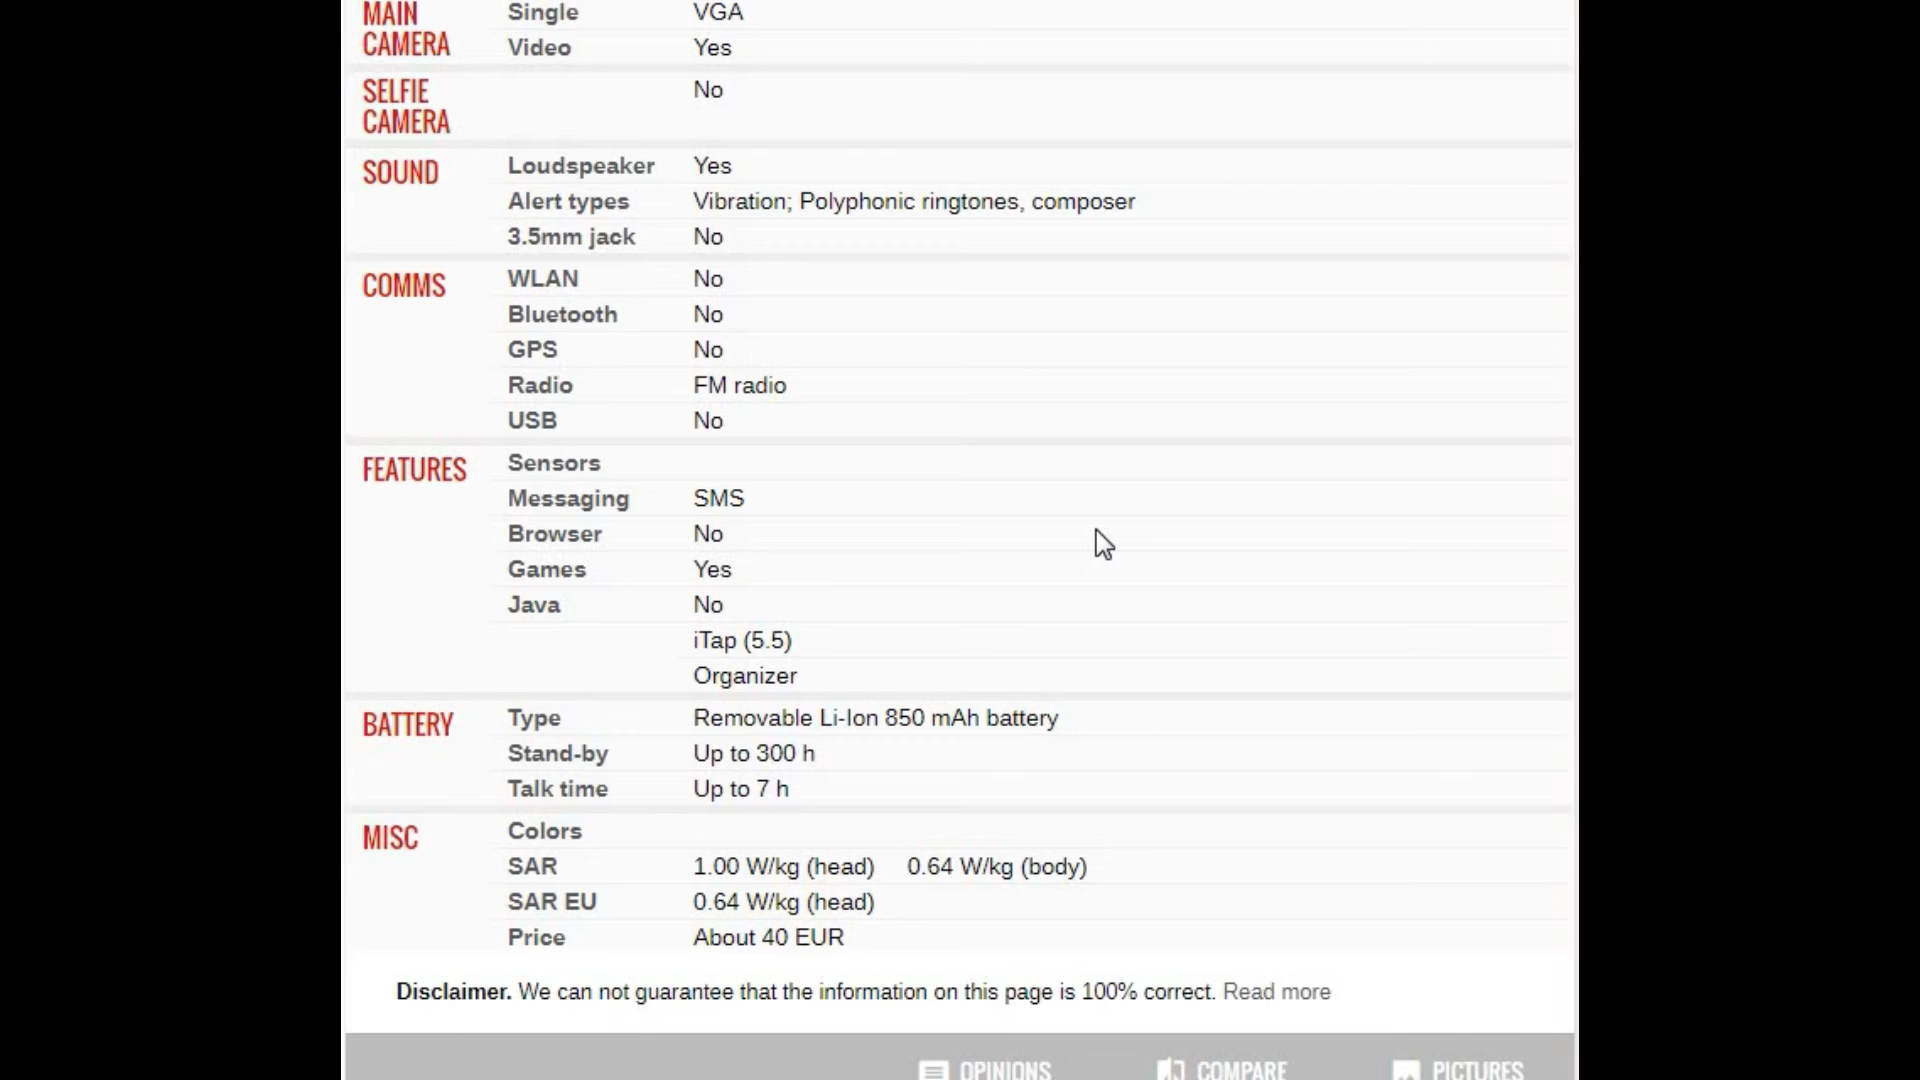 MAIN CAMERA
Single VGA
Video Yes
SELFIE CAMERA
No
SOUND
Loudspeaker Yes
Alert types Vibration; Polyphonic ringtones, composer
3.5mm jack No
COMMS
WLAN No
Bluetooth No
GPS No
Radio FM radio
USB No
FEATURES
Sensors
Messaging SMS
Browser No
Games Yes
Java No
iTap (5.5)
Organizer
BATTERY
Type Removable Li-Ion 850 mAh battery
Stand-by Up to 300 h
Talk time Up to 7 h
MISC
Colors
SAR 1.00 W/kg (head) 0.64 W/kg (body)
SAR EU 0.64 W/kg (head)
Price About 40 EUR
Disclaimer. We can not guarantee that the information on this page is 100% correct. Read more
OPINIONS COMPARE PICTURES